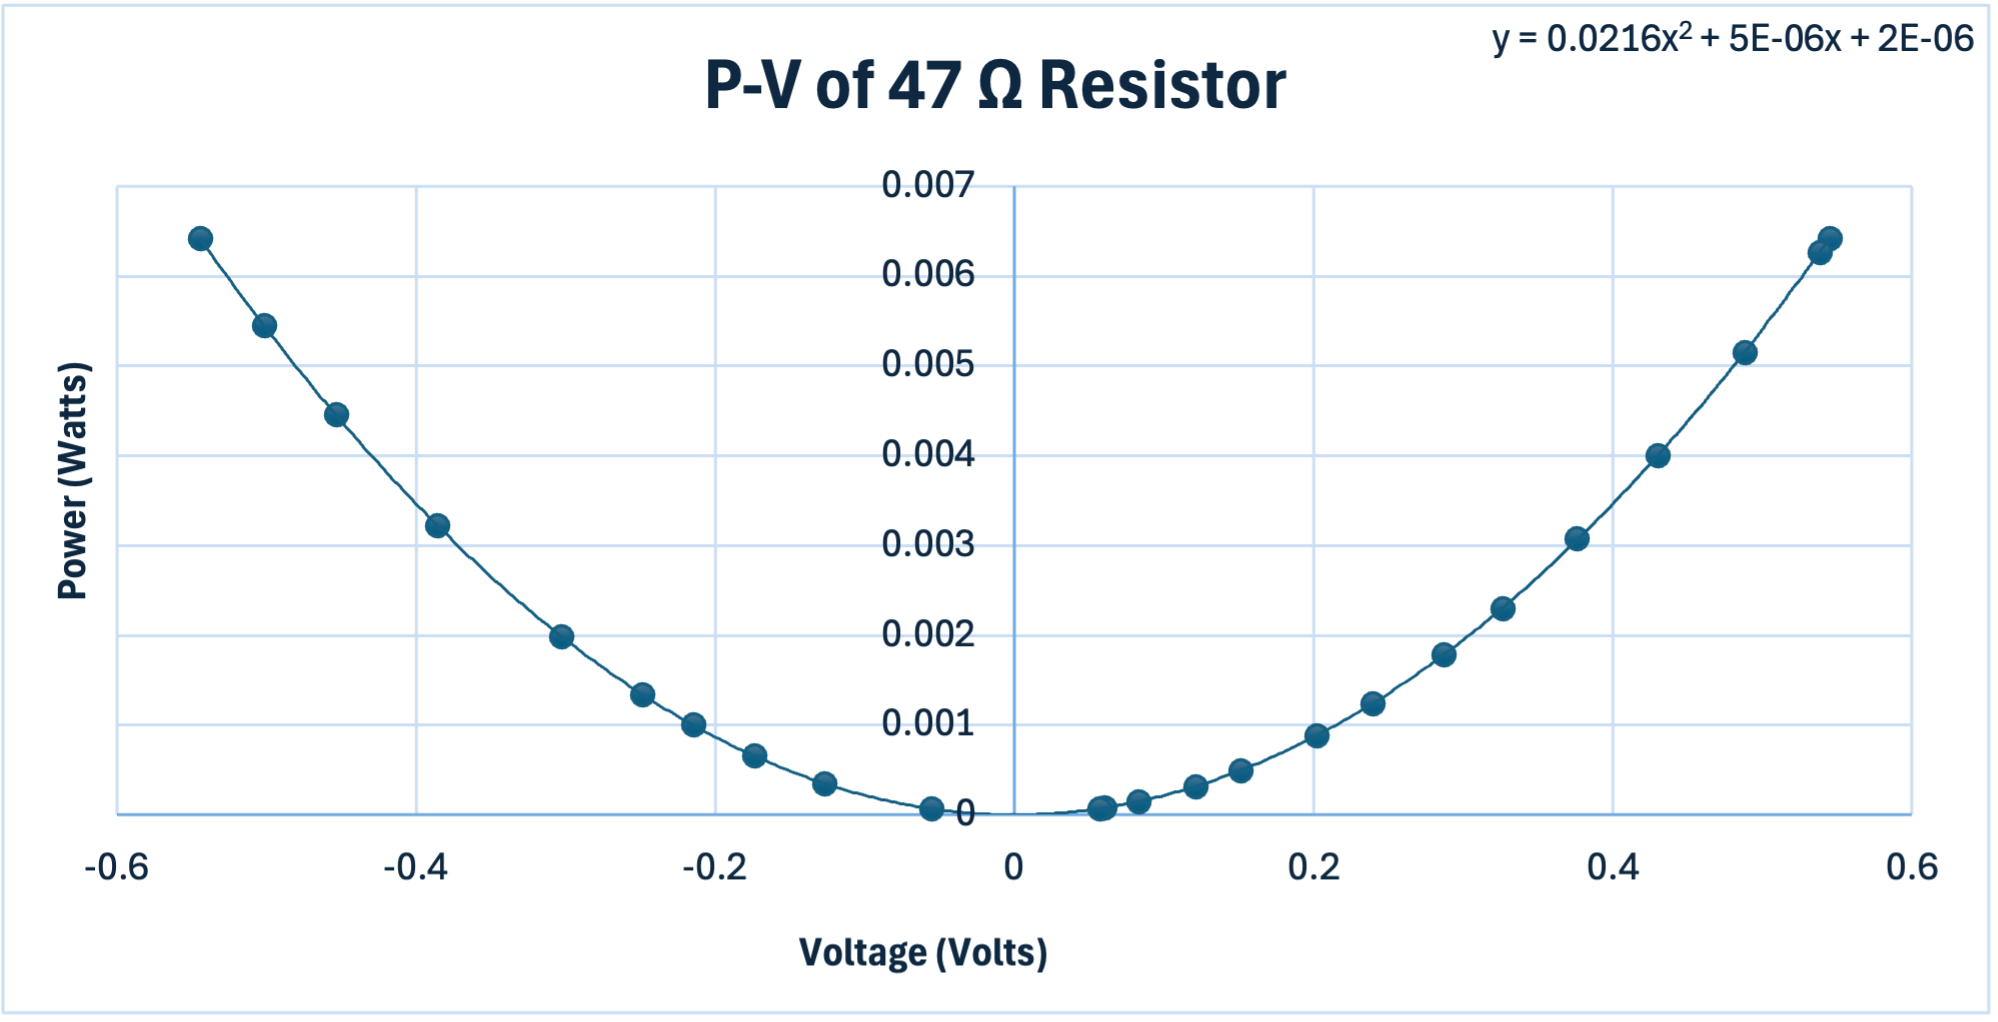 y = 0.0216x² + 5E-06x + 2E-06
P-V of 47 Ω Resistor
0.007
0.006
0.005
0.004
0.003
0.002
0.001
0
Power (Watts)
-0.6 -0.4 -0.2 0 0.2 0.4 0.6
Voltage (Volts)